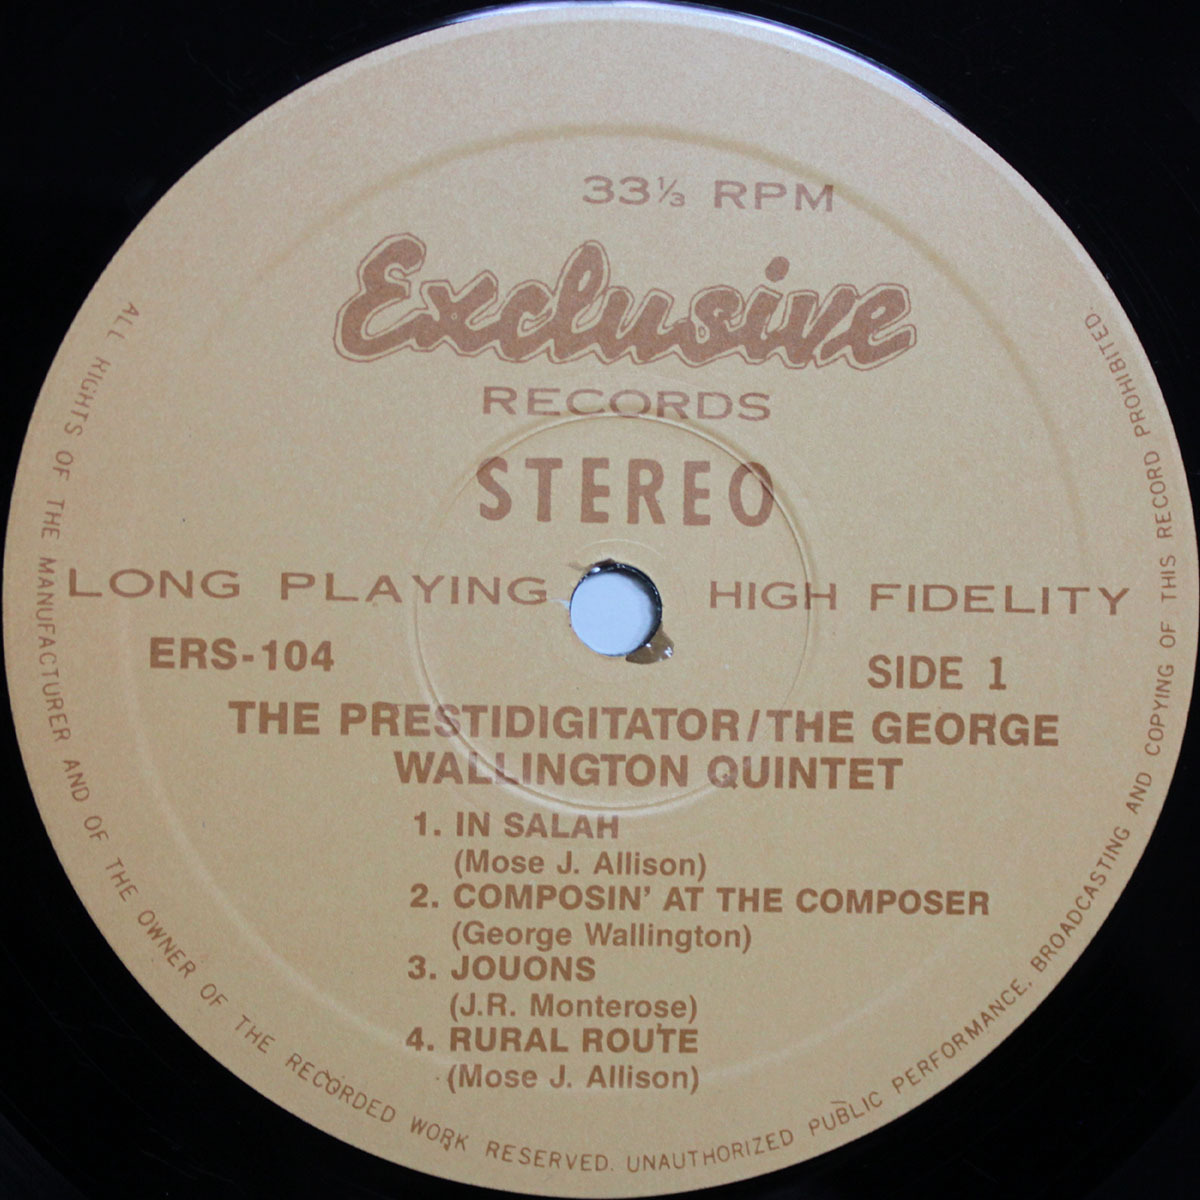 33⅓ RPM
Exclusive
RECORDS
STEREO
LONG PLAYING HIGH FIDELITY
ERS-104
SIDE 1
THE PRESTIDIGITATOR/THE GEORGE
WALLINGTON QUINTET
1. IN SALAH
(Mose J. Allison)
2. COMPOSIN' AT THE COMPOSER
(George Wallington)
3. JOUONS
(J.R. Monterose)
4. RURAL ROUTE
(Mose J. Allison)
ALL RIGHTS OF THE MANUFACTURER AND OF THE OWNER OF THE RECORDED WORK RESERVED. UNAUTHORIZED PUBLIC PERFORMANCE, BROADCASTING AND COPYING OF THIS RECORD PROHIBITED.